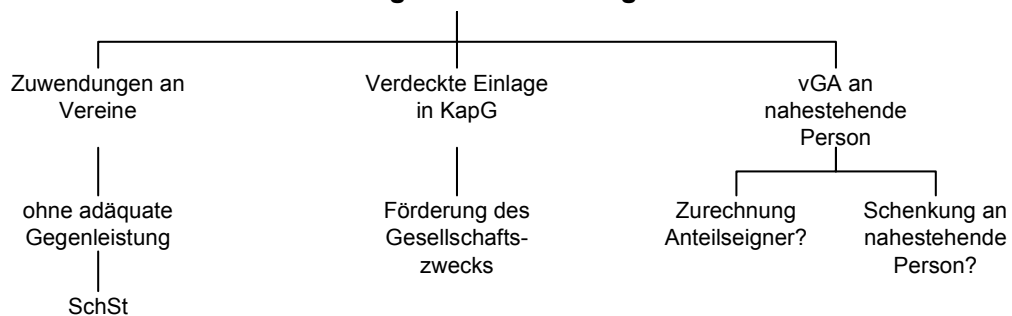 Zuwendungen an
Vereine
Verdeckte Einlage
in KapG
vGA an
nahestehende
Person
ohne adäquate
Gegenleistung
Förderung des
Gesellschafts-
zwecks
Zurechnung
Anteilseigner?
Schenkung an
nahestehende
Person?
SchSt